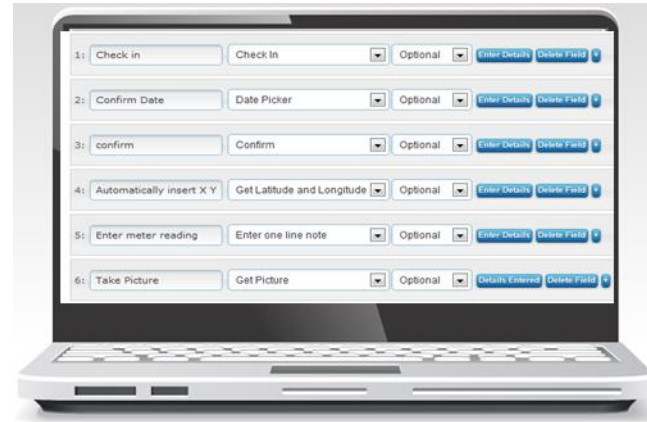 1: Check in Check In Optional Enter Details Delete Field +
2: Confirm Date Date Picker Optional Enter Details Delete Field +
3: confirm Confirm Optional Enter Details Delete Field +
4: Automatically insert X Y Get Latitude and Longitude Optional Enter Details Delete Field +
5: Enter meter reading Enter one line note Optional Enter Details Delete Field +
6: Take Picture Get Picture Optional Details Entered Delete Field +